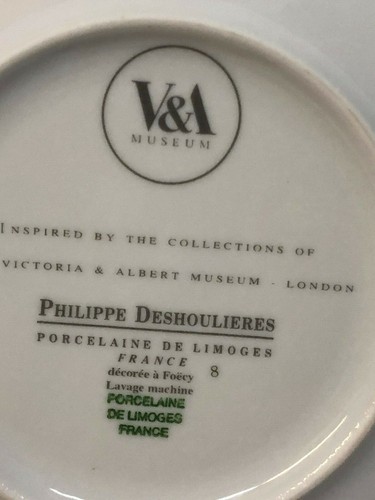 V&A
MUSEUM
INSPIRED BY THE COLLECTIONS OF
VICTORIA & ALBERT MUSEUM · LONDON
PHILIPPE DESHOULIERES
PORCELAINE DE LIMOGES
FRANCE 8
décorée à Foëcy
Lavage machine
PORCELAINE
DE LIMOGES
FRANCE